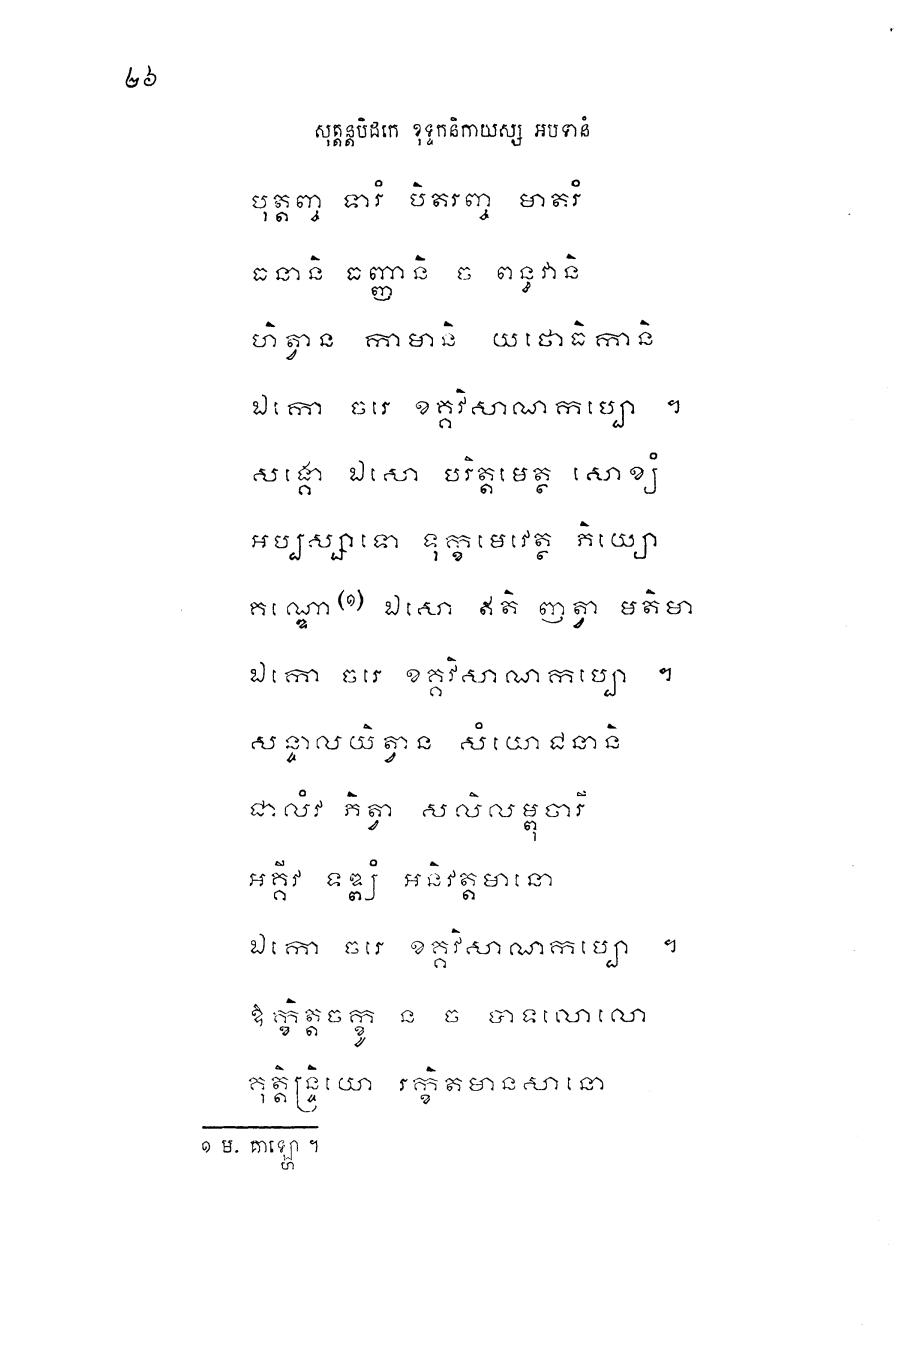 ២៦
សុត្តន្តបិដកេ ខុទ្ទកនិកាយស្ស អបទានំ
បុត្តញ្ច ទារំ បិតរញ្ច មាតរំ
ធនានិ ធញ្ញានិ ច ពន្ធវានិ
ហិត្វាន កាមានិ យថោធិកានិ
ឯកោ ចរេ ខគ្គវិសាណកប្បោ ។
សង្គោ ឯសោ បរិត្តមេត្ថ សោខ្យំ
អប្បស្សាទោ ទុក្ខមេវេត្ថ ភិយ្យោ
គណ្ឌោ(១) ឯសោ ឥតិ ញត្វា មតិមា
ឯកោ ចរេ ខគ្គវិសាណកប្បោ ។
សន្ទាលយិត្វាន សំយោជនានិ
ជាលំវ ភិត្វា សលិលម្ពុចារី
អគ្គីវ ទឌ្ឍំ អនិវត្តមានោ
ឯកោ ចរេ ខគ្គវិសាណកប្បោ ។
ឱក្ខិត្តចក្ខូ ន ច បាទលោលោ
គុត្តិន្ទ្រិយោ រក្ខិតមានសានោ
១ ម. គាឡ្ហោ ។